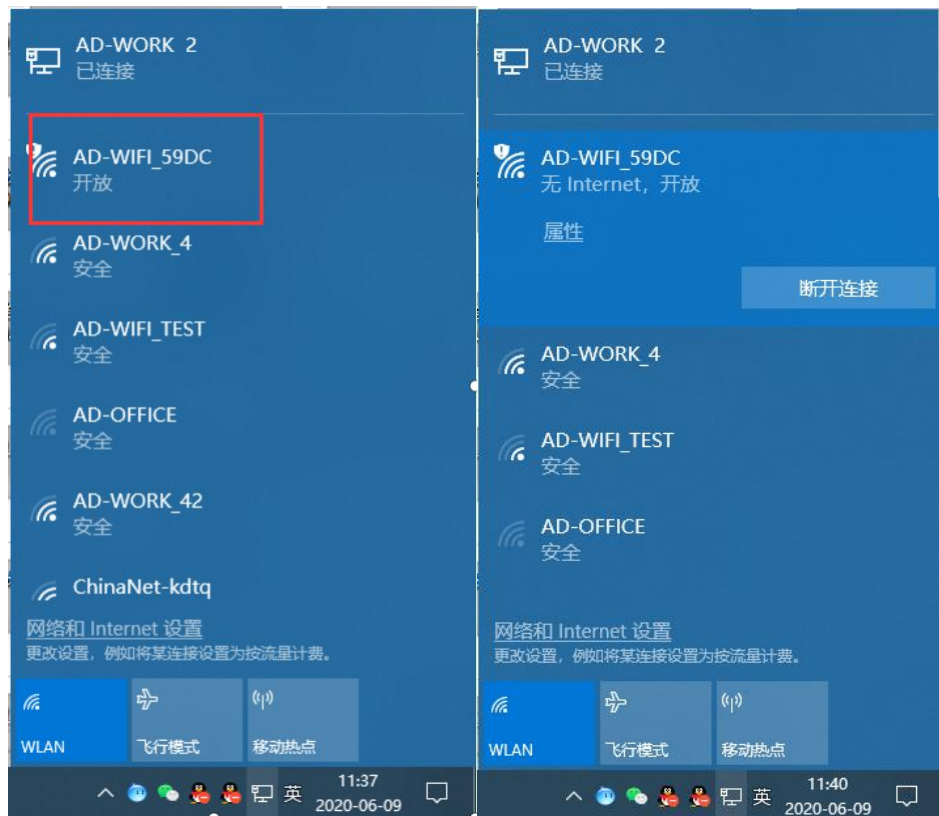 AD-WORK 2
已连接
AD-WIFI_59DC
开放
AD-WORK_4
安全
AD-WIFI_TEST
安全
AD-OFFICE
安全
AD-WORK_42
安全
ChinaNet-kdtq
网络和 Internet 设置
更改设置，例如将某连接设置为按流量计费。
WLAN
飞行模式
移动热点
英
11:37
2020-06-09
AD-WORK 2
已连接
AD-WIFI_59DC
无 Internet，开放
属性
断开连接
AD-WORK_4
安全
AD-WIFI_TEST
安全
AD-OFFICE
安全
网络和 Internet 设置
更改设置，例如将某连接设置为按流量计费。
WLAN
飞行模式
移动热点
英
11:40
2020-06-09